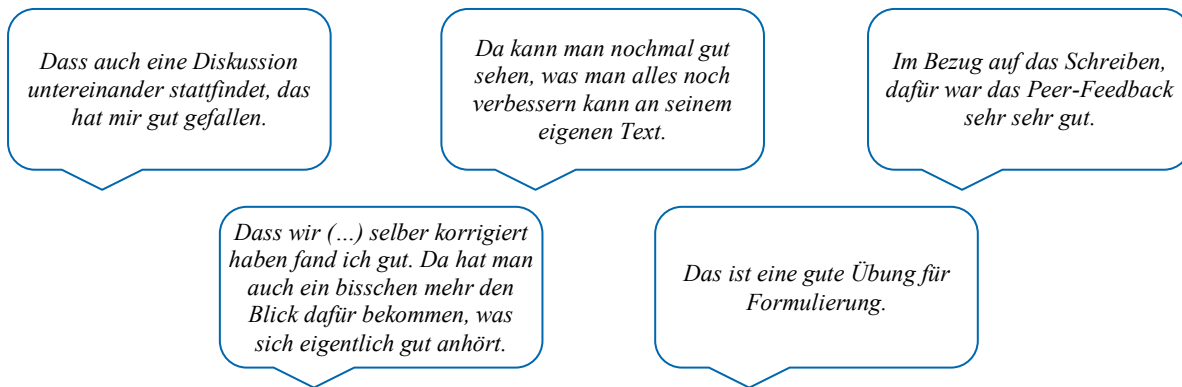 Dass auch eine Diskussion
untereinander stattfindet, das
hat mir gut gefallen.
Da kann man nochmal gut
sehen, was man alles noch
verbessern kann an seinem
eigenen Text.
Im Bezug auf das Schreiben,
dafür war das Peer-Feedback
sehr sehr gut.
Dass wir (...) selber korrigiert
haben fand ich gut. Da hat man
auch ein bisschen mehr den
Blick dafür bekommen, was
sich eigentlich gut anhört.
Das ist eine gute Übung für
Formulierung.